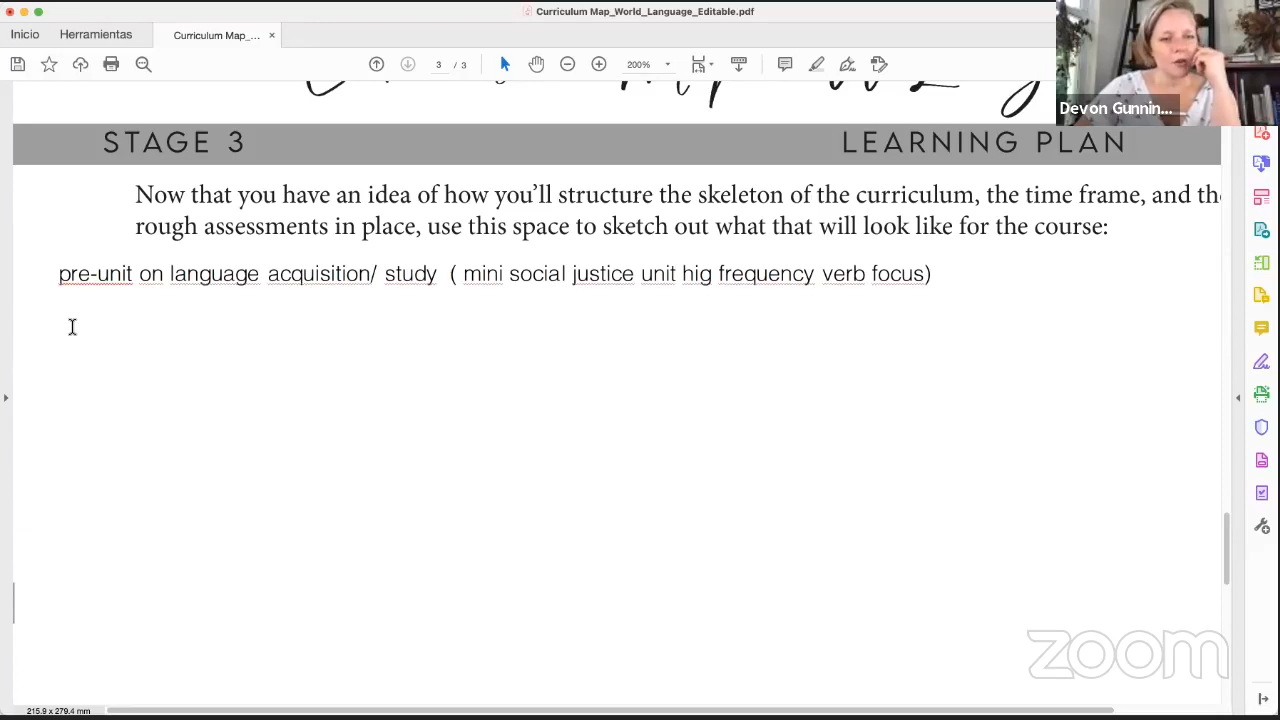 Curriculum Map_World_Language_Editable.pdf
Inicio
Herramientas
Curriculum Map_...
3 / 3
200%
Devon Gunnin...
STAGE 3
LEARNING PLAN
Now that you have an idea of how you’ll structure the skeleton of the curriculum, the time frame, and the
rough assessments in place, use this space to sketch out what that will look like for the course:
pre-unit on language acquisition/ study ( mini social justice unit hig frequency verb focus)
zoom
215.9 x 279.4 mm